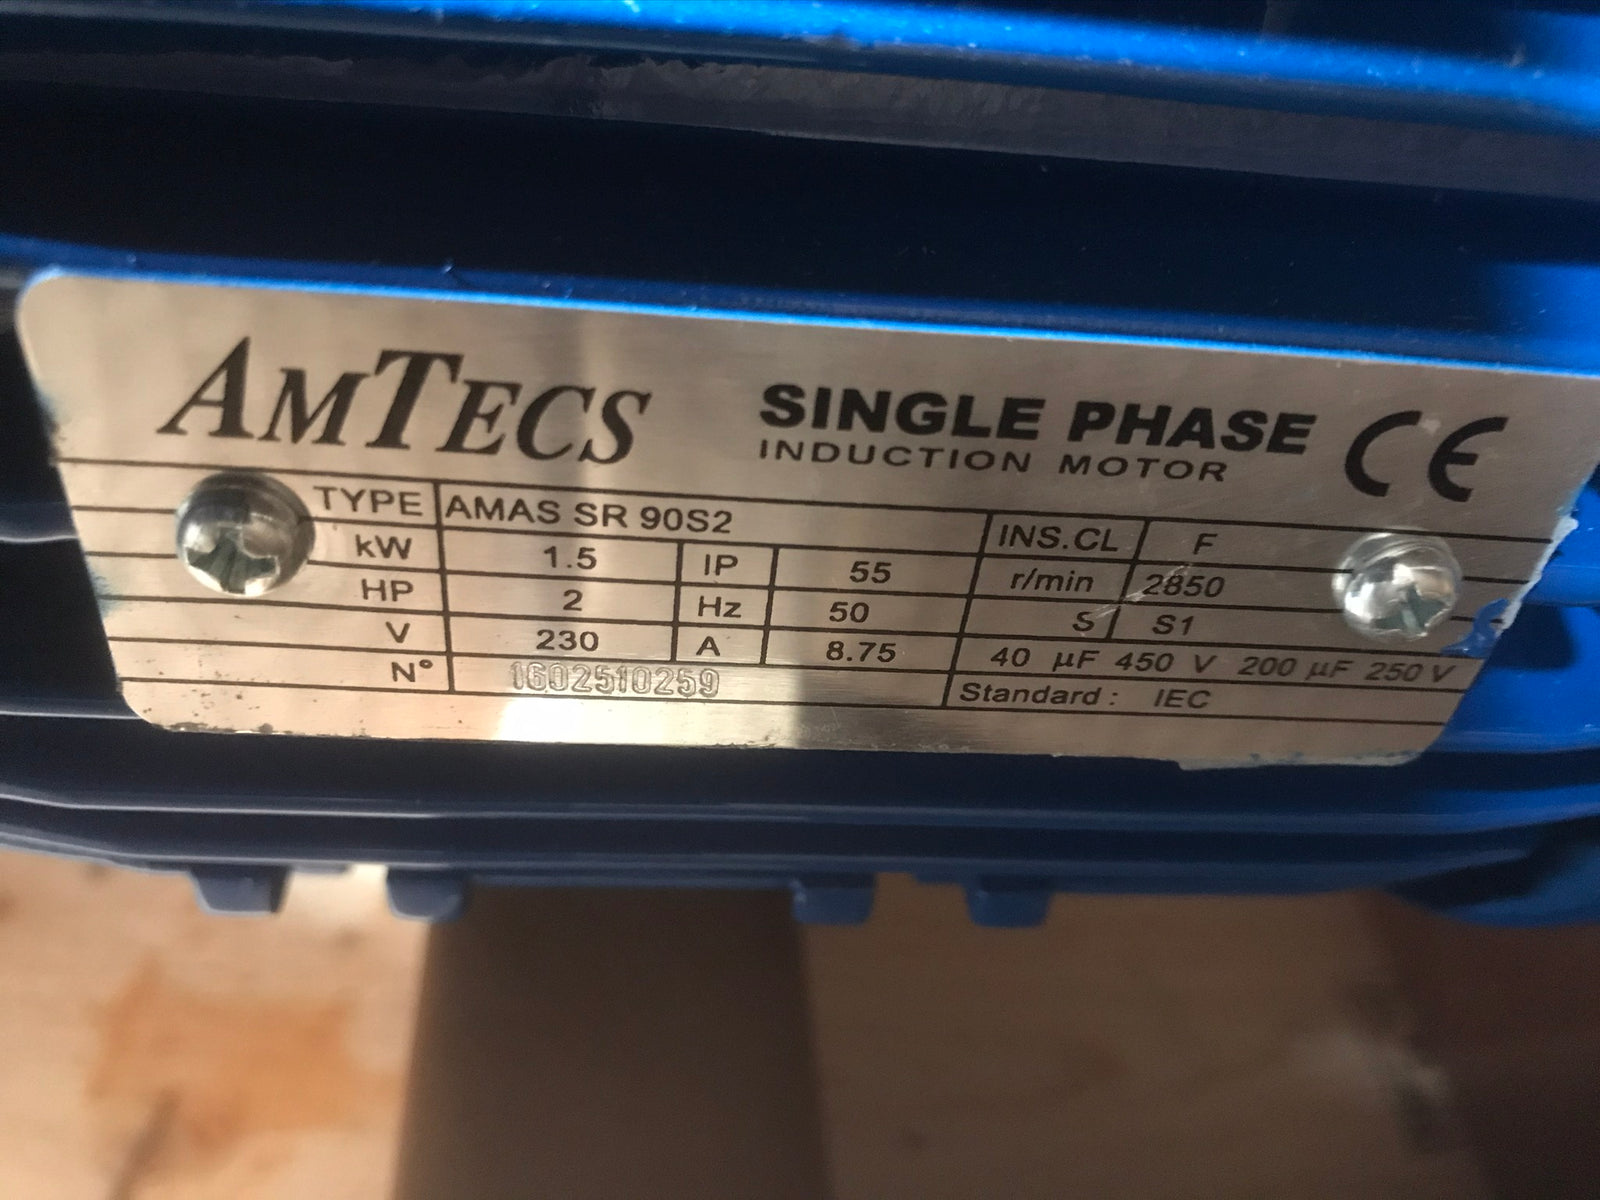 AMTECS SINGLE PHASE CE
INDUCTION MOTOR
TYPE AMAS SR 90S2 INS.CL F
kW 1.5 IP 55 r/min 2850
HP 2 Hz 50 S S1
V 230 A 8.75 40 µF 450 V 200 µF 250 V
N° 1602510259 Standard : IEC